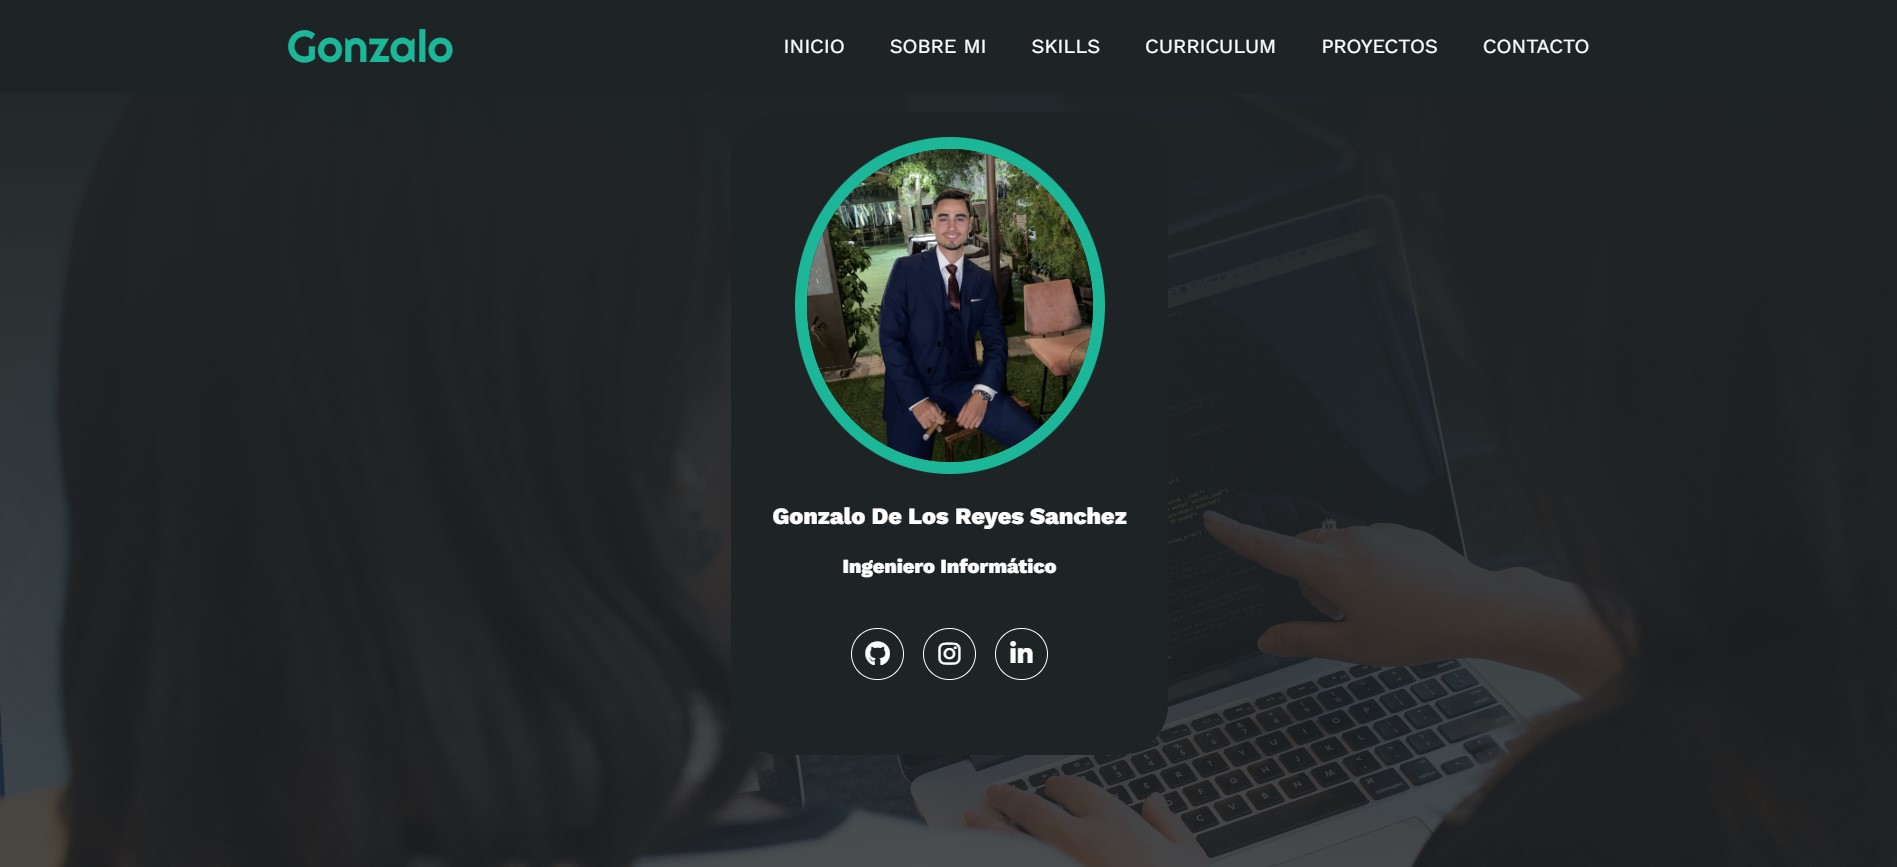 Gonzalo
INICIO SOBRE MI SKILLS CURRICULUM PROYECTOS CONTACTO
Gonzalo De Los Reyes Sanchez
Ingeniero Informático
in